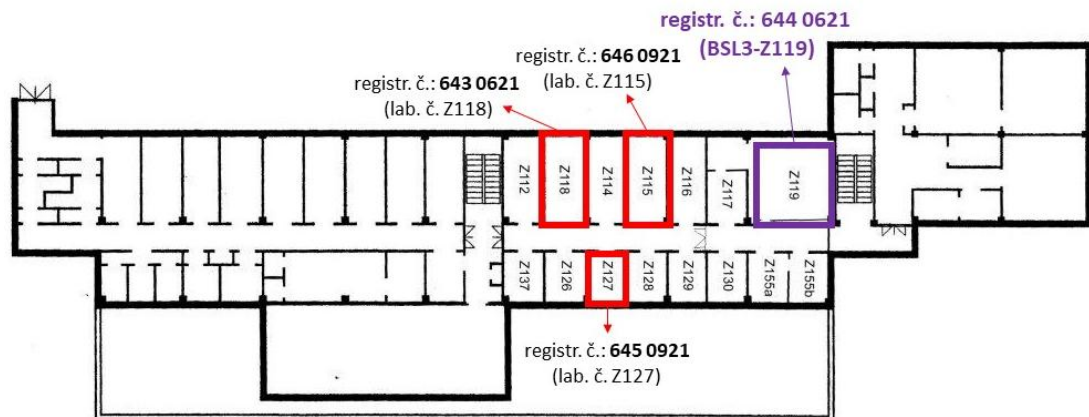 registr. č.: 644 0621
(BSL3-Z119)
registr. č.: 646 0921
(lab. č. Z115)
registr. č.: 643 0621
(lab. č. Z118)
Z112
Z118
Z114
Z115
Z116
Z117
Z119
Z137
Z126
Z127
Z128
Z129
Z130
Z155a
Z155b
registr. č.: 645 0921
(lab. č. Z127)